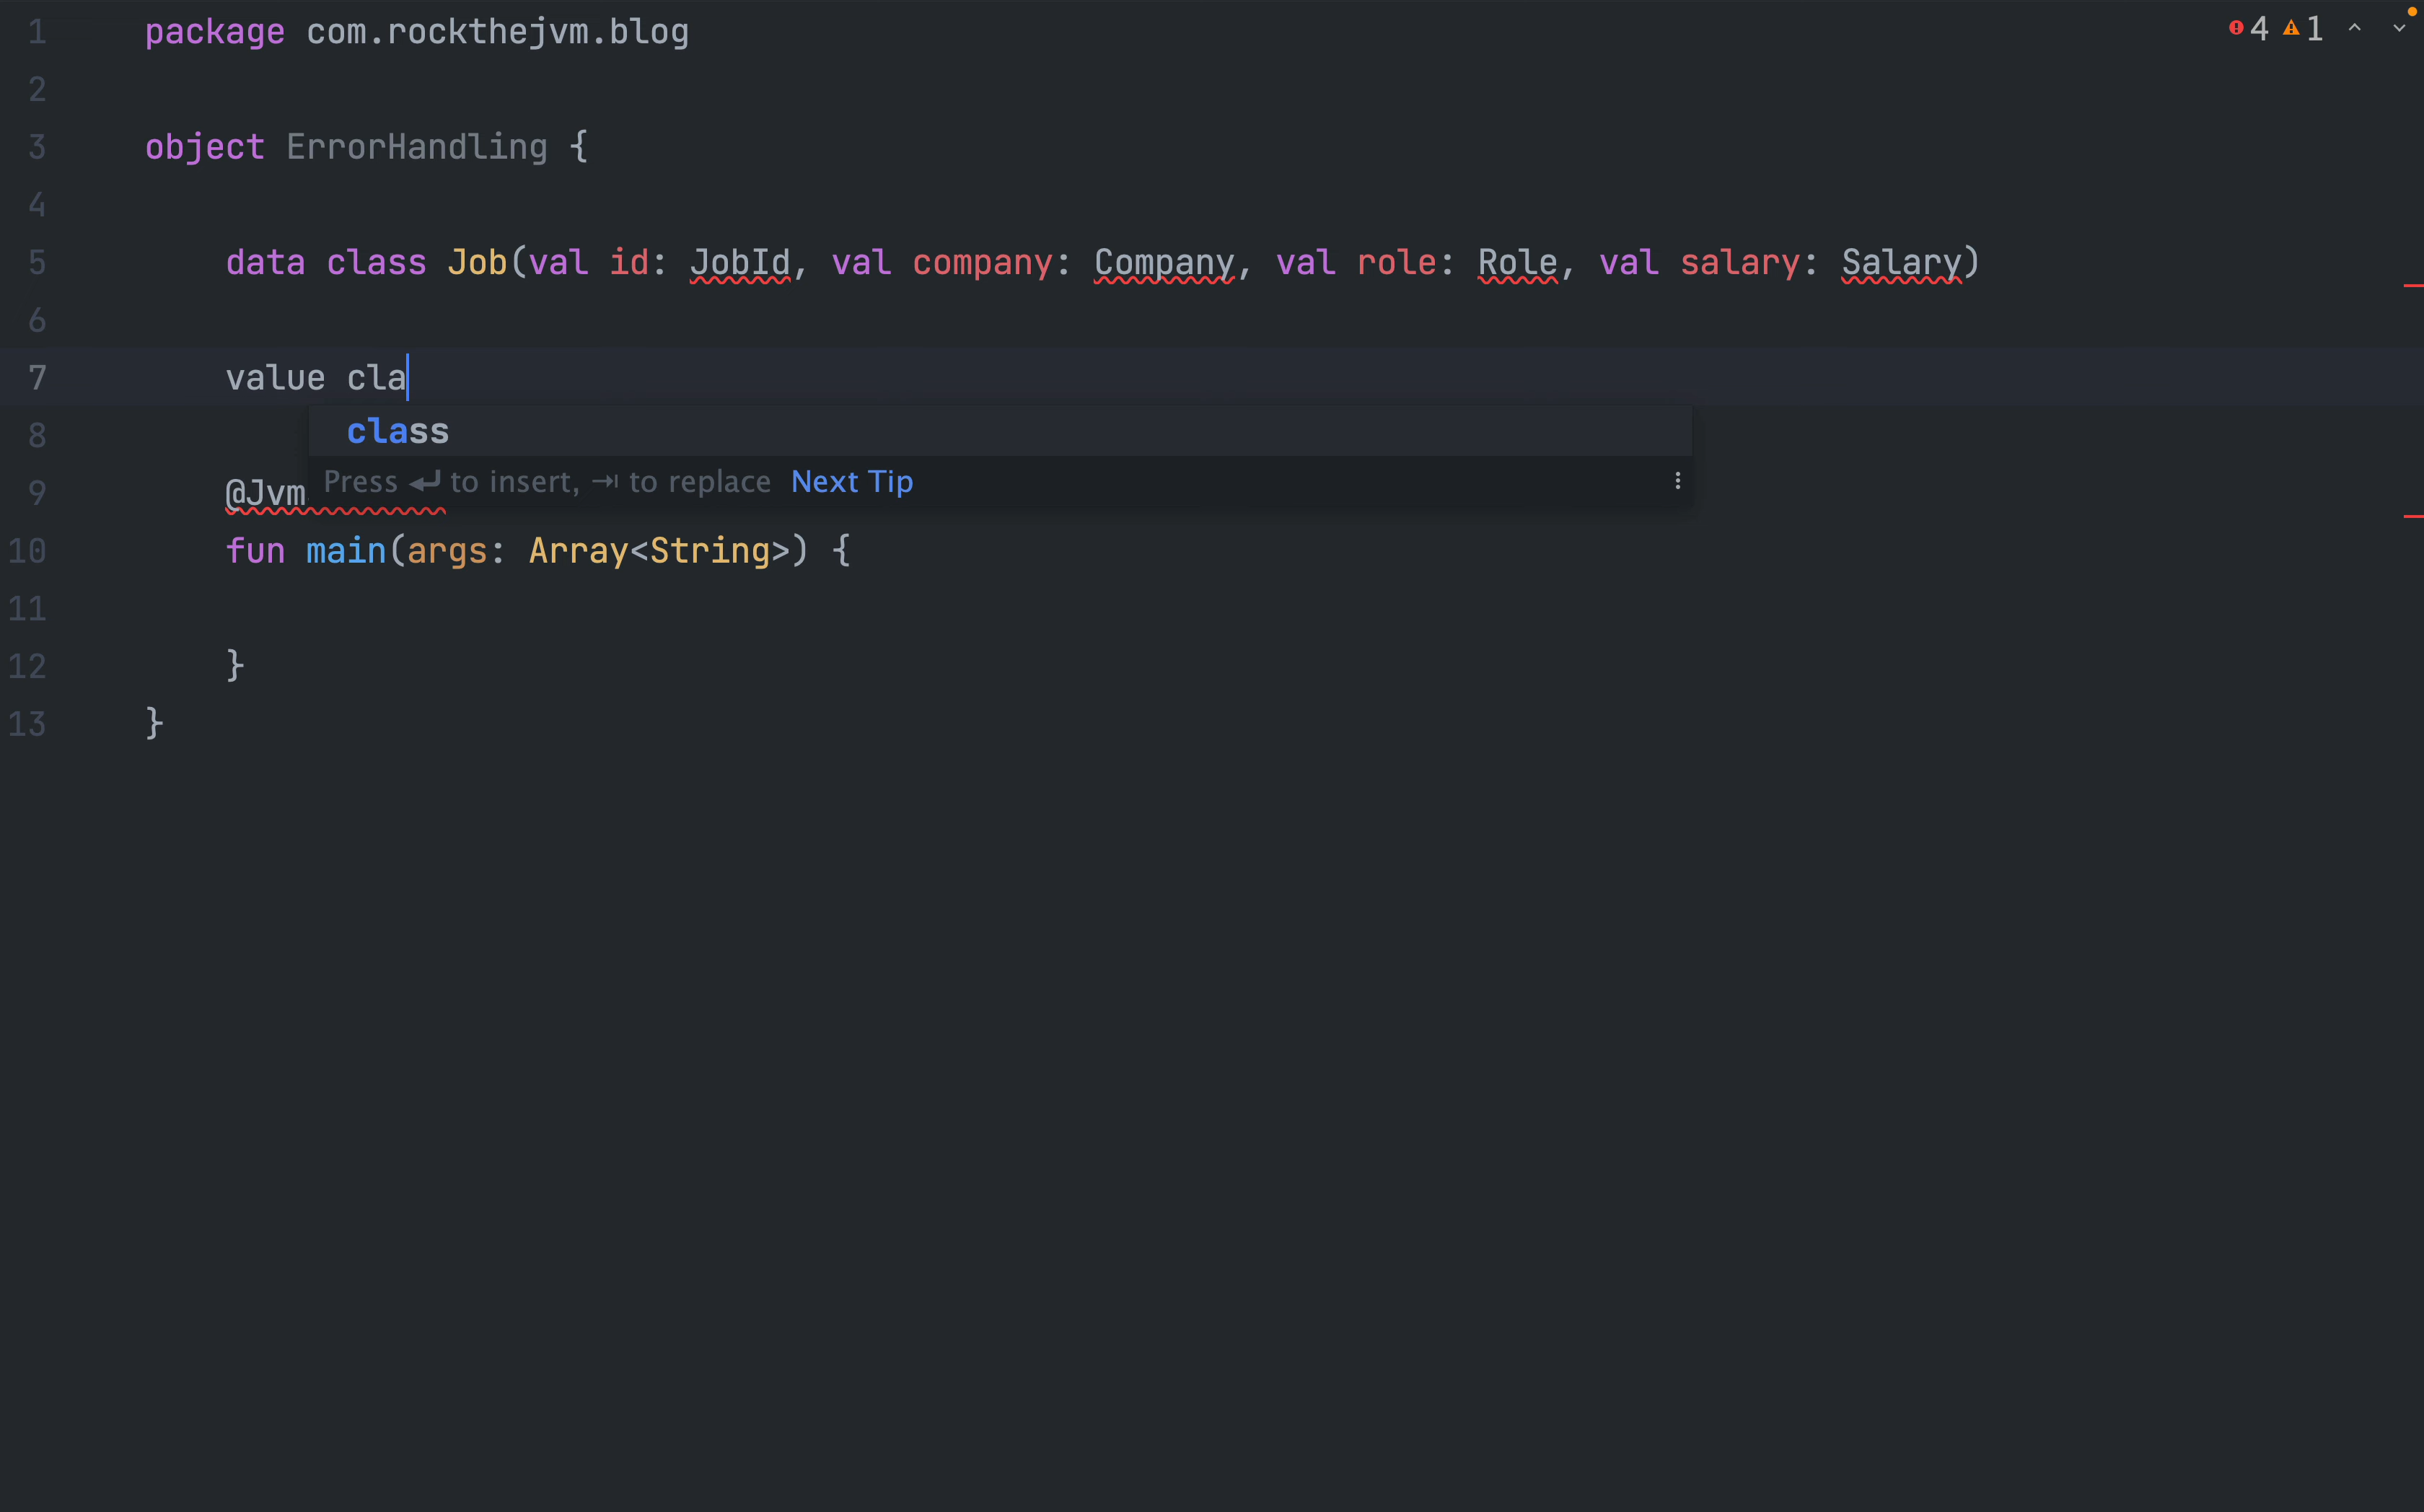 1 package com.rockthejvm.blog 4 1
2
3 object ErrorHandling {
4
5 data class Job(val id: JobId, val company: Company, val role: Role, val salary: Salary)
6
7 value cla
8 class
9 @Jvm Press to insert, to replace Next Tip
10 fun main(args: Array<String>) {
11
12 }
13 }